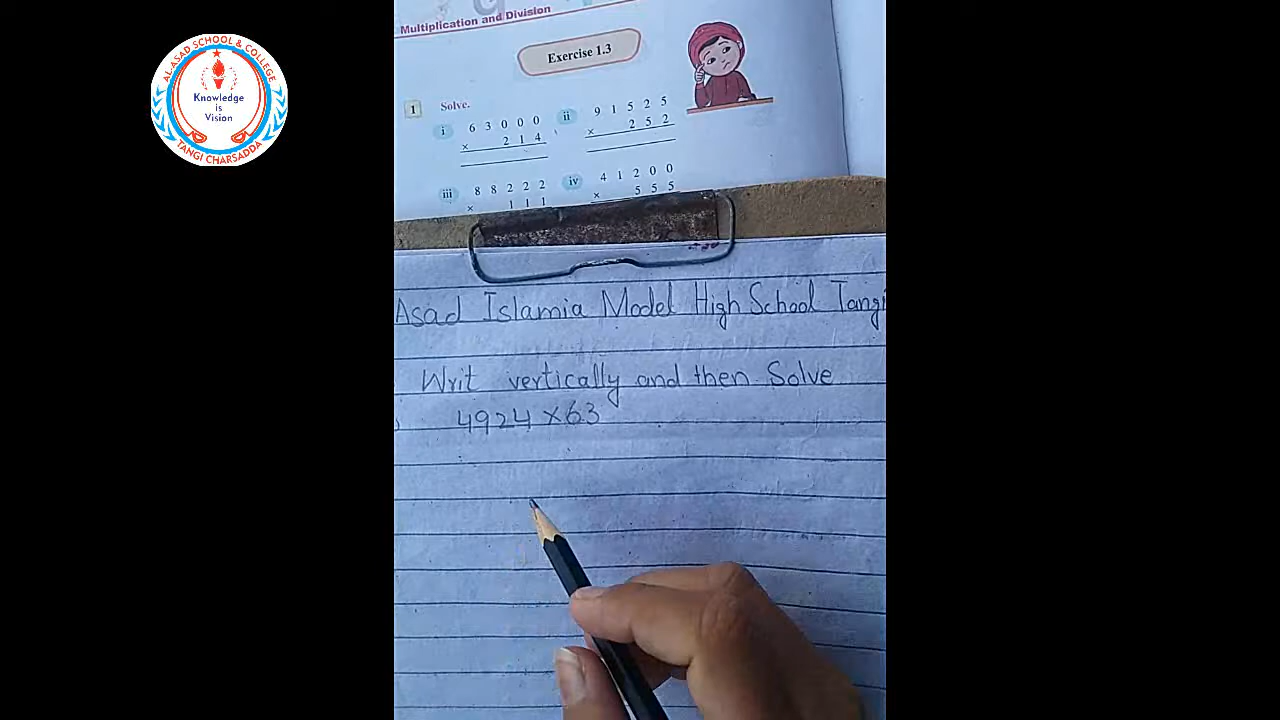 AL-ASAD SCHOOL & COLLEGE
Knowledge
is
Vision
TANGI CHARSADDA
Multiplication and Division
Exercise 1.3
1 Solve.
i 6 3 0 0 0
× 2 1 4
ii 9 1 5 2 5
× 2 5 2
iii 8 8 2 2 2
× 1 1 1
iv 4 1 2 0 0
× 5 5 5
Asad Islamia Model High School Tangi
Writ vertically and then Solve
4924 × 63